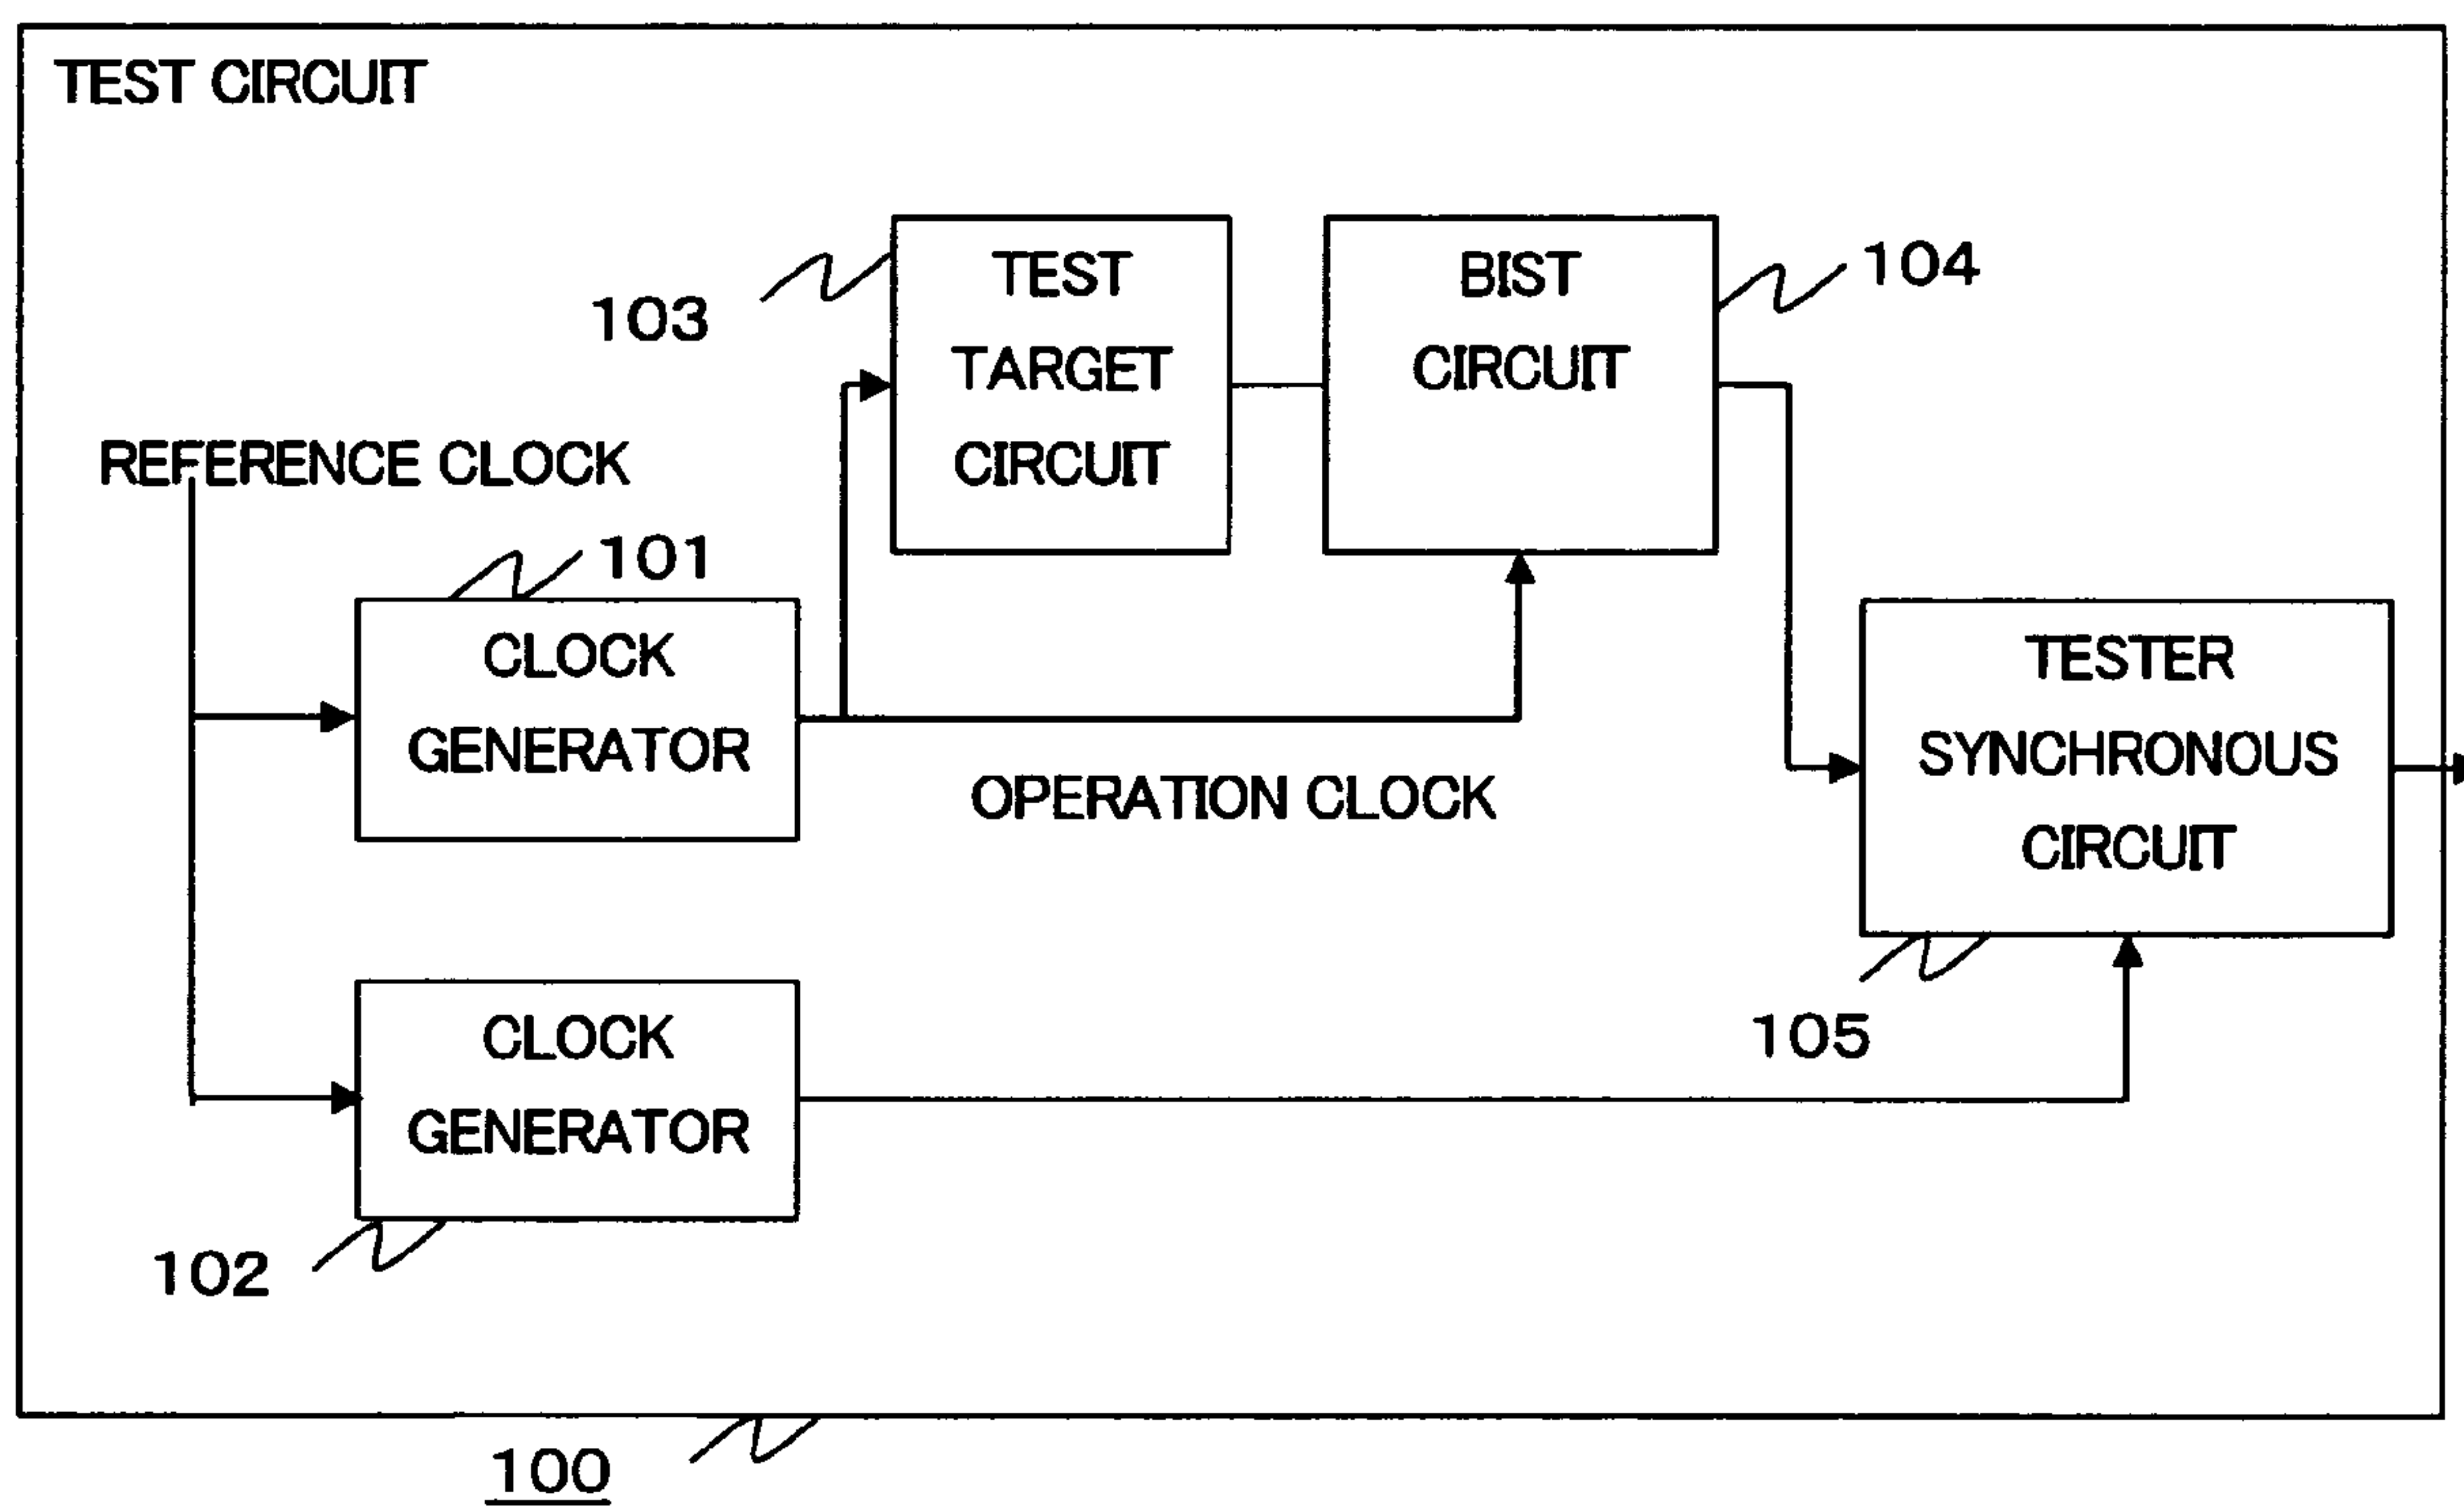 TEST CIRCUIT
TEST
TARGET
CIRCUIT
103
BIST
CIRCUIT
104
REFERENCE CLOCK
101
CLOCK
GENERATOR
OPERATION CLOCK
TESTER
SYNCHRONOUS
CIRCUIT
105
CLOCK
GENERATOR
102
100